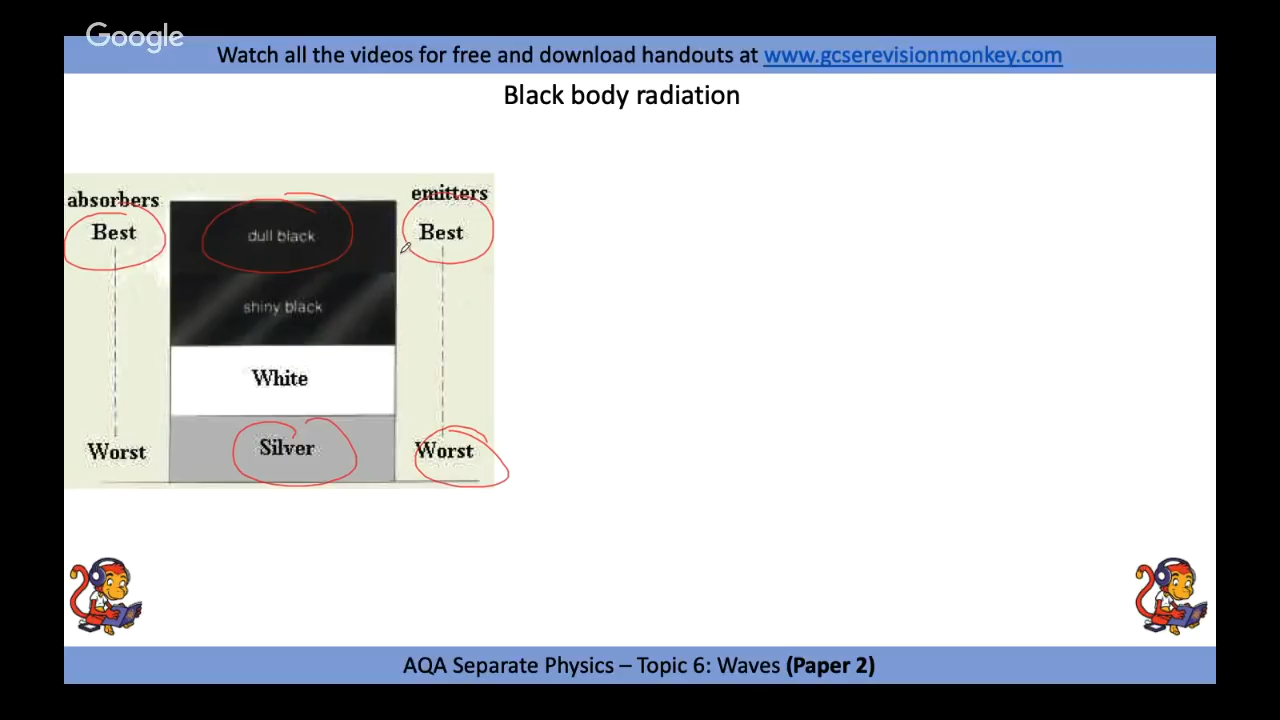 Google
Watch all the videos for free and download handouts at www.gcserevisionmonkey.com
Black body radiation
absorbers
emitters
Best
dull black
Best
shiny black
White
Worst
Silver
Worst
AQA Separate Physics – Topic 6: Waves (Paper 2)